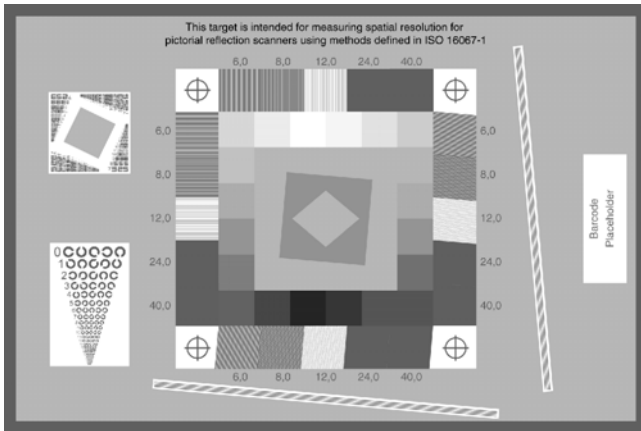 This target is intended for measuring spatial resolution for
pictorial reflection scanners using methods defined in ISO 16067-1
6,0 8,0 12,0 24,0 40,0
6,0
8,0
12,0
24,0
40,0
6,0
8,0
12,0
24,0
40,0
Barcode
Placeholder
0
1
2
3
4
5
6,0 8,0 12,0 24,0 40,0